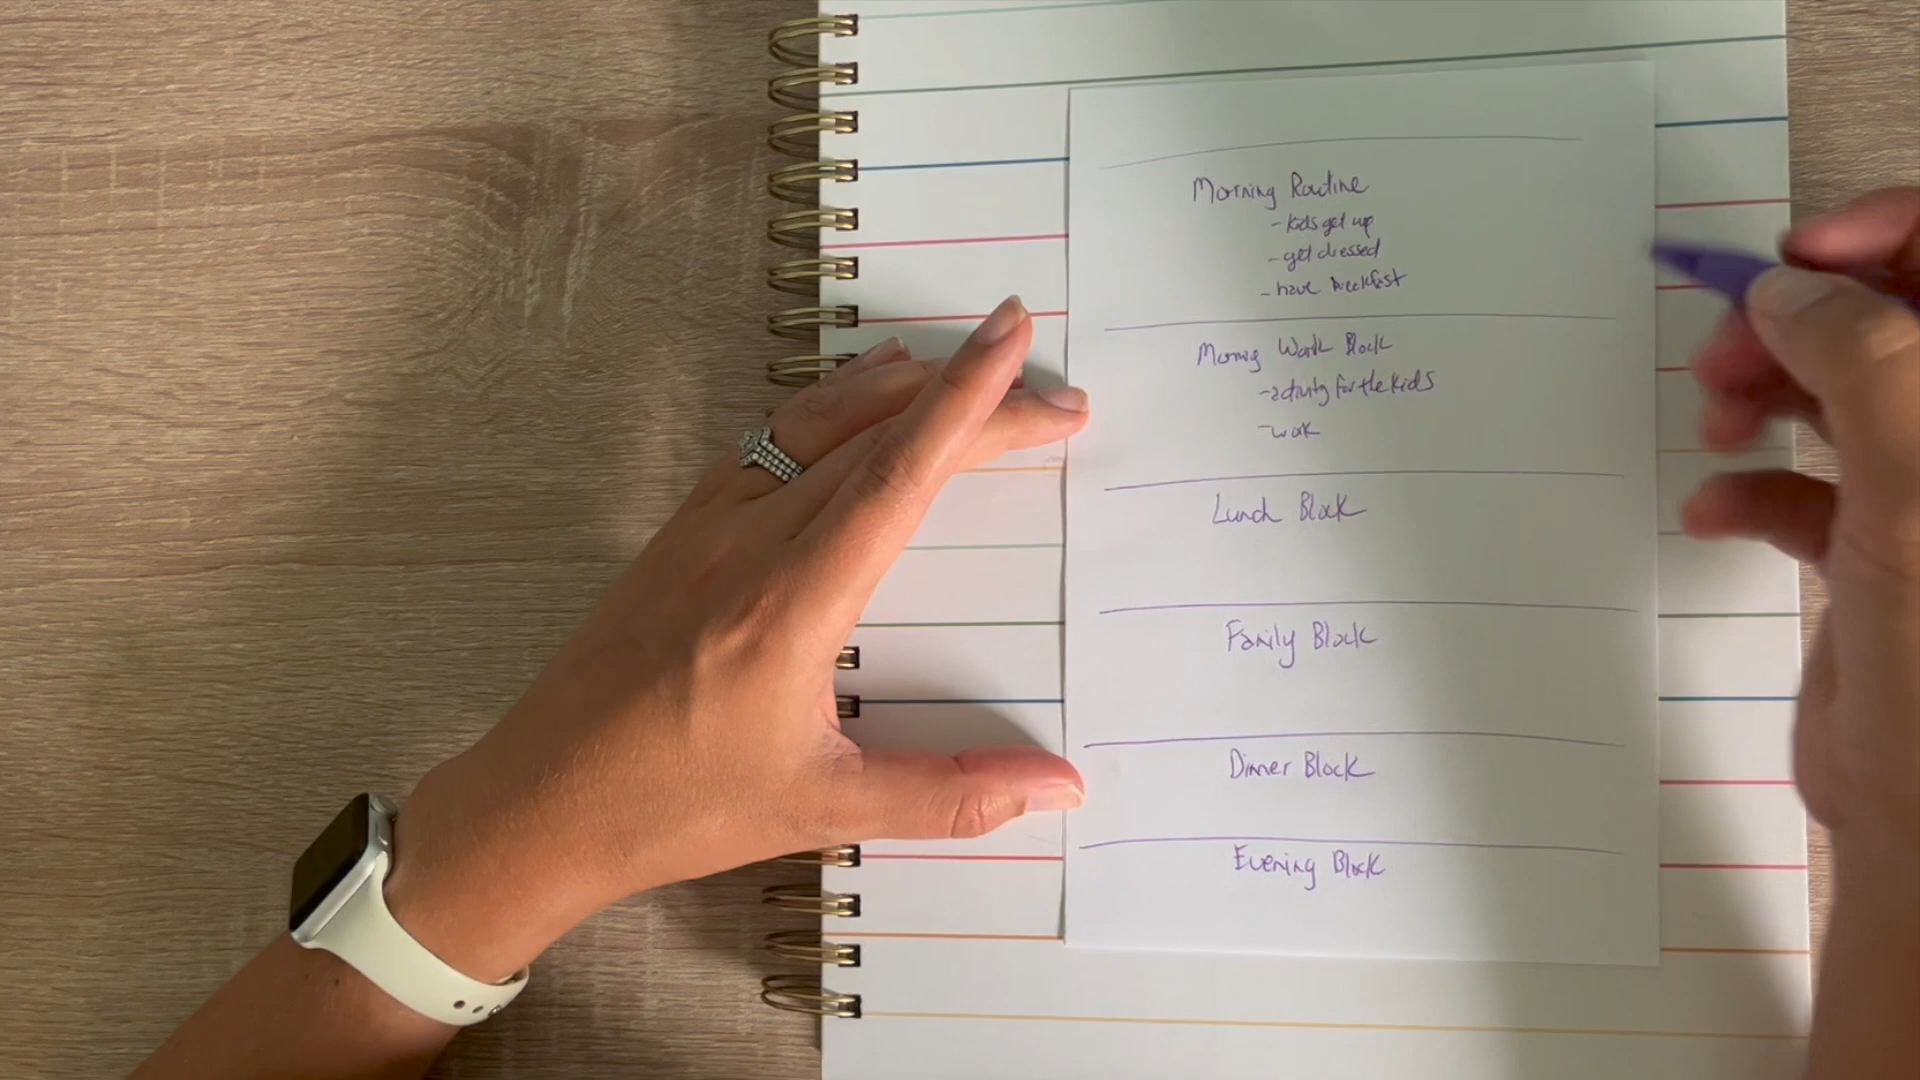 Morning Routine
- kids get up
- get dressed
- have breakfast
Morning Work Block
- activity for the kids
- work
Lunch Block
Family Block
Dinner Block
Evening Block